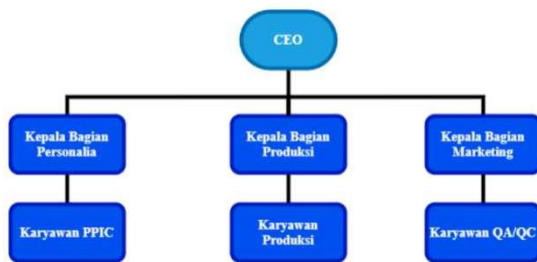 CEO
Kepala Bagian
Personalia
Kepala Bagian
Produksi
Kepala Bagian
Marketing
Karyawan PPIC
Karyawan
Produksi
Karyawan QA/QC